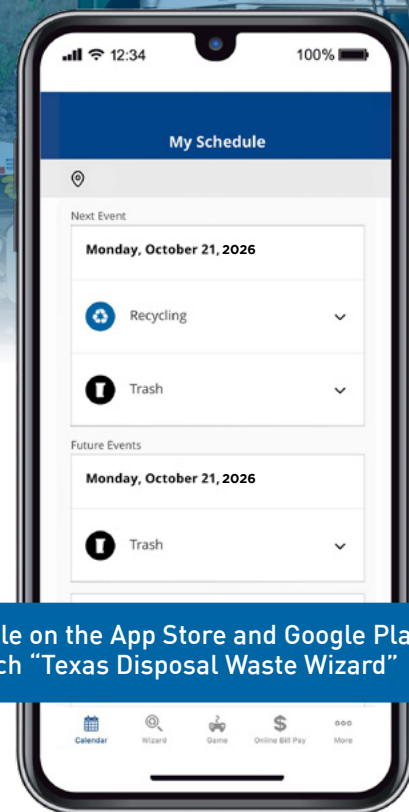 12:34
100%
My Schedule
Next Event
Monday, October 21, 2026
Recycling
Trash
Future Events
Monday, October 21, 2026
Trash
le on the App Store and Google Pla
ch “Texas Disposal Waste Wizard”
Calendar Wizard Game Online Bill Pay More